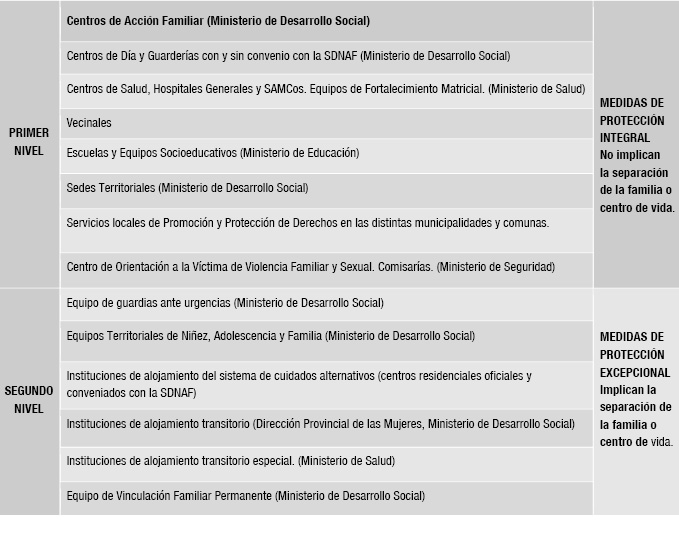 PRIMER
NIVEL
Centros de Acción Familiar (Ministerio de Desarrollo Social)
Centros de Día y Guarderías con y sin convenio con la SDNAF (Ministerio de Desarrollo Social)
Centros de Salud, Hospitales Generales y SAMCos. Equipos de Fortalecimiento Matricial. (Ministerio de Salud)
Vecinales
Escuelas y Equipos Socioeducativos (Ministerio de Educación)
Sedes Territoriales (Ministerio de Desarrollo Social)
Servicios locales de Promoción y Protección de Derechos en las distintas municipalidades y comunas.
Centro de Orientación a la Víctima de Violencia Familiar y Sexual. Comisarías. (Ministerio de Seguridad)
MEDIDAS DE
PROTECCIÓN
INTEGRAL
No implican
la separación
de la familia o
centro de vida.
SEGUNDO
NIVEL
Equipo de guardias ante urgencias (Ministerio de Desarrollo Social)
Equipos Territoriales de Niñez, Adolescencia y Familia (Ministerio de Desarrollo Social)
Instituciones de alojamiento del sistema de cuidados alternativos (centros residenciales oficiales y
conveniados con la SDNAF)
Instituciones de alojamiento transitorio (Dirección Provincial de las Mujeres, Ministerio de Desarrollo Social)
Instituciones de alojamiento transitorio especial. (Ministerio de Salud)
Equipo de Vinculación Familiar Permanente (Ministerio de Desarrollo Social)
MEDIDAS DE
PROTECCIÓN
EXCEPCIONAL
Implican la
separación de
la familia o
centro de vida.